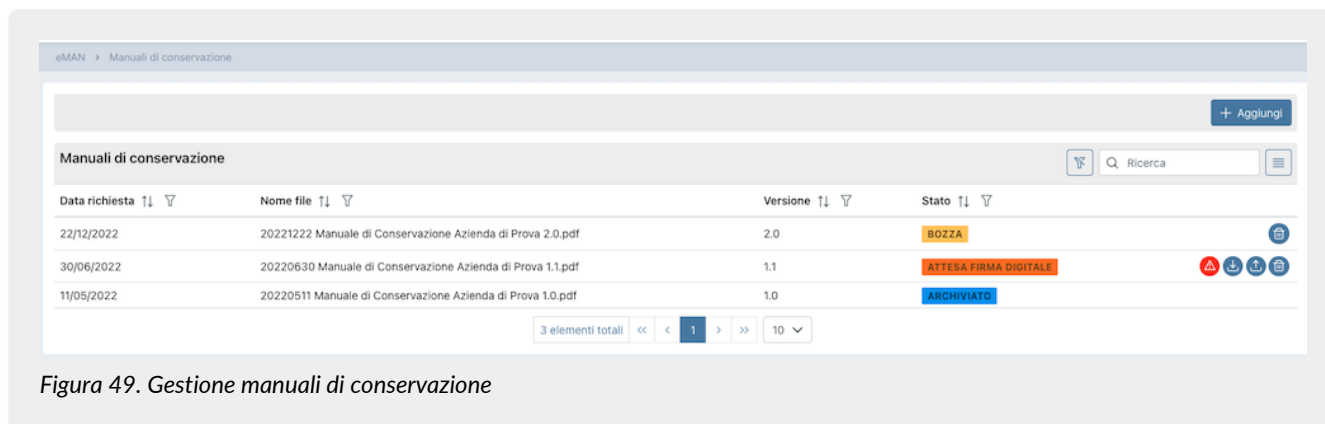 eMAN > Manuali di conservazione
+ Aggiungi
Manuali di conservazione
Ricerca
Data richiesta Nome file Versione Stato
22/12/2022 20221222 Manuale di Conservazione Azienda di Prova 2.0.pdf 2.0 BOZZA
30/06/2022 20220630 Manuale di Conservazione Azienda di Prova 1.1.pdf 1.1 ATTESA FIRMA DIGITALE
11/05/2022 20220511 Manuale di Conservazione Azienda di Prova 1.0.pdf 1.0 ARCHIVIATO
3 elementi totali << < 1 > >> 10
Figura 49. Gestione manuali di conservazione